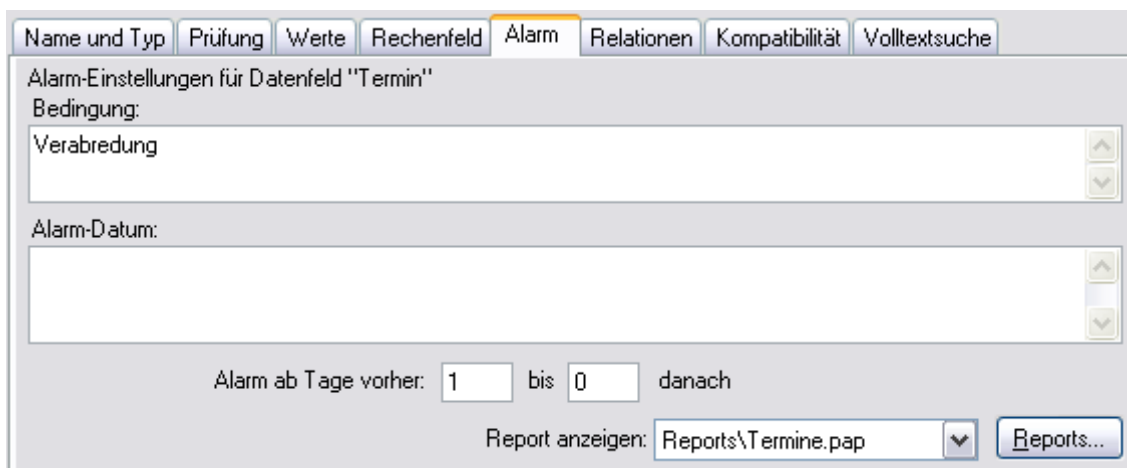 Name und Typ Prüfung Werte Rechenfeld Alarm Relationen Kompatibilität Volltextsuche
Alarm-Einstellungen für Datenfeld "Termin"
Bedingung:
Verabredung
Alarm-Datum:
Alarm ab Tage vorher: 1 bis 0 danach
Report anzeigen: Reports\Termine.pap Reports...